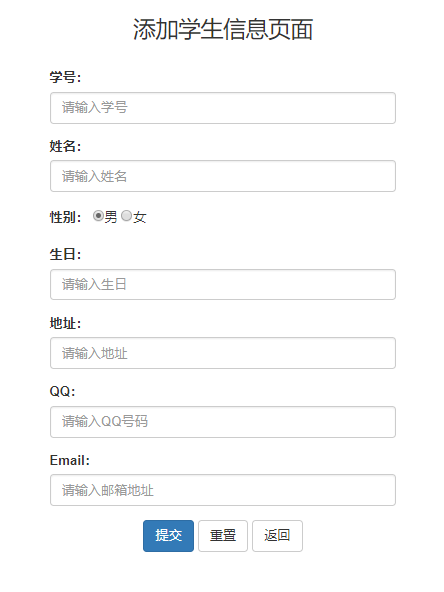 添加学生信息页面
学号：
请输入学号
姓名：
请输入姓名
性别： 男 女
生日：
请输入生日
地址：
请输入地址
QQ：
请输入QQ号码
Email：
请输入邮箱地址
提交 重置 返回